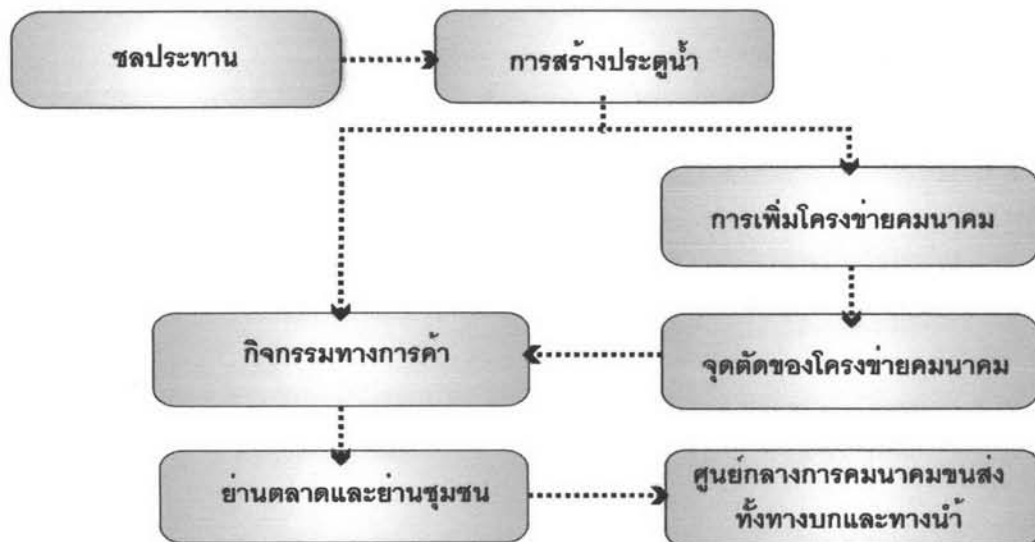 ชลประทาน
การสร้างประตูน้ำ
การเพิ่มโครงข่ายคมนาคม
กิจกรรมทางการค้า
จุดตัดของโครงข่ายคมนาคม
ย่านตลาดและย่านชุมชน
ศูนย์กลางการคมนาคมขนส่ง
ทั้งทางบกและทางน้ำ